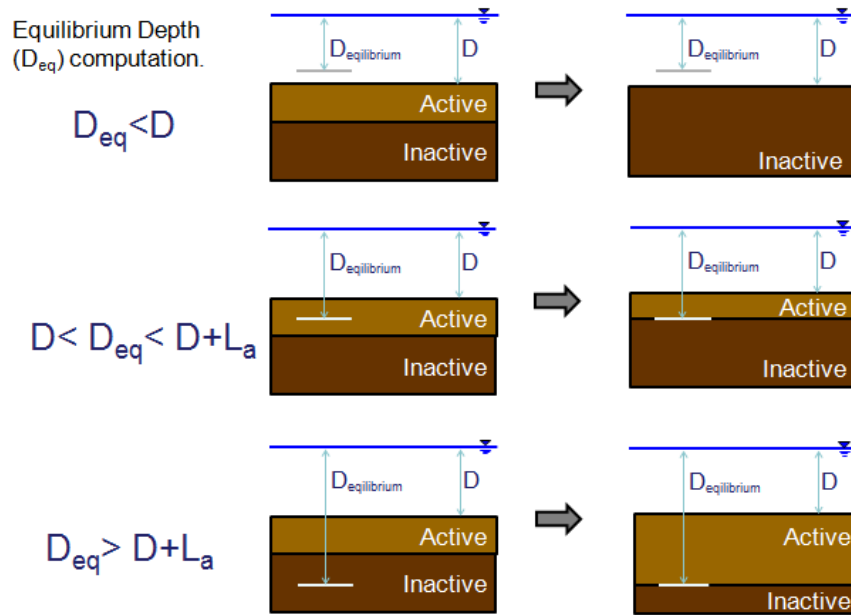 Equilibrium Depth
(Deq) computation.
Deq<D
Deqilibrium
D
Active
Inactive
Deqilibrium
D
Inactive
D< Deq< D+La
Deqilibrium
D
Active
Inactive
Deqilibrium
D
Active
Inactive
Deq> D+La
Deqilibrium
D
Active
Inactive
Deqilibrium
D
Active
Inactive